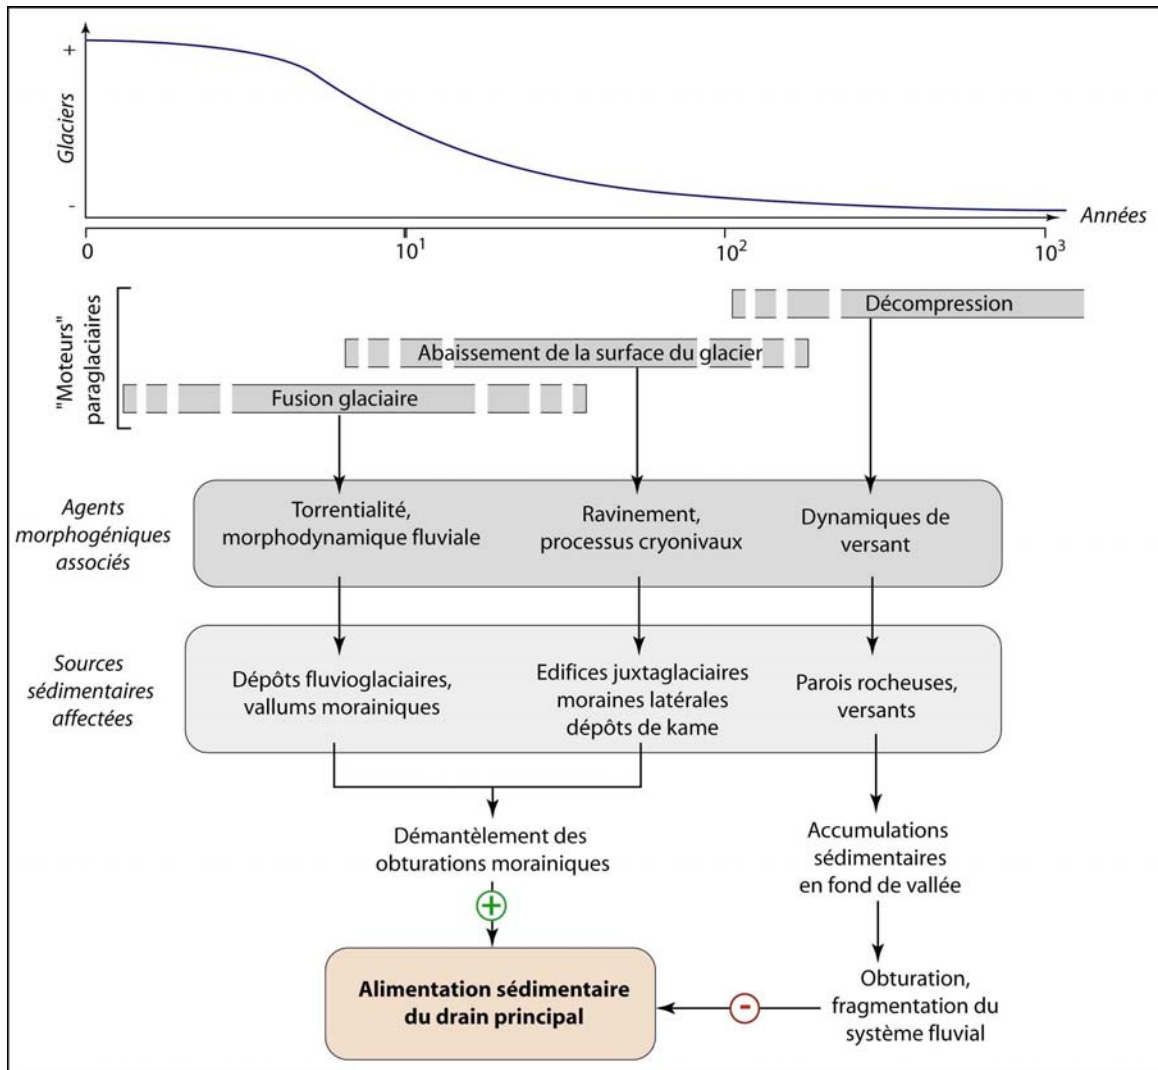 +
Glaciers
-
Années
0
10¹
10²
10³
"Moteurs"
paraglaciaires
Décompression
Abaissement de la surface du glacier
Fusion glaciaire
Agents
morphogéniques
associés
Torrentialité,
morphodynamique fluviale
Ravinement,
processus cryonivaux
Dynamiques de
versant
Sources
sédimentaires
affectées
Dépôts fluvioglaciaires,
vallums morainiques
Edifices juxtaglaciaires
moraines latérales
dépôts de kame
Parois rocheuses,
versants
Démantèlement des
obturations morainiques
Accumulations
sédimentaires
en fond de vallée
+
Alimentation sédimentaire
du drain principal
-
Obturation,
fragmentation du
système fluvial